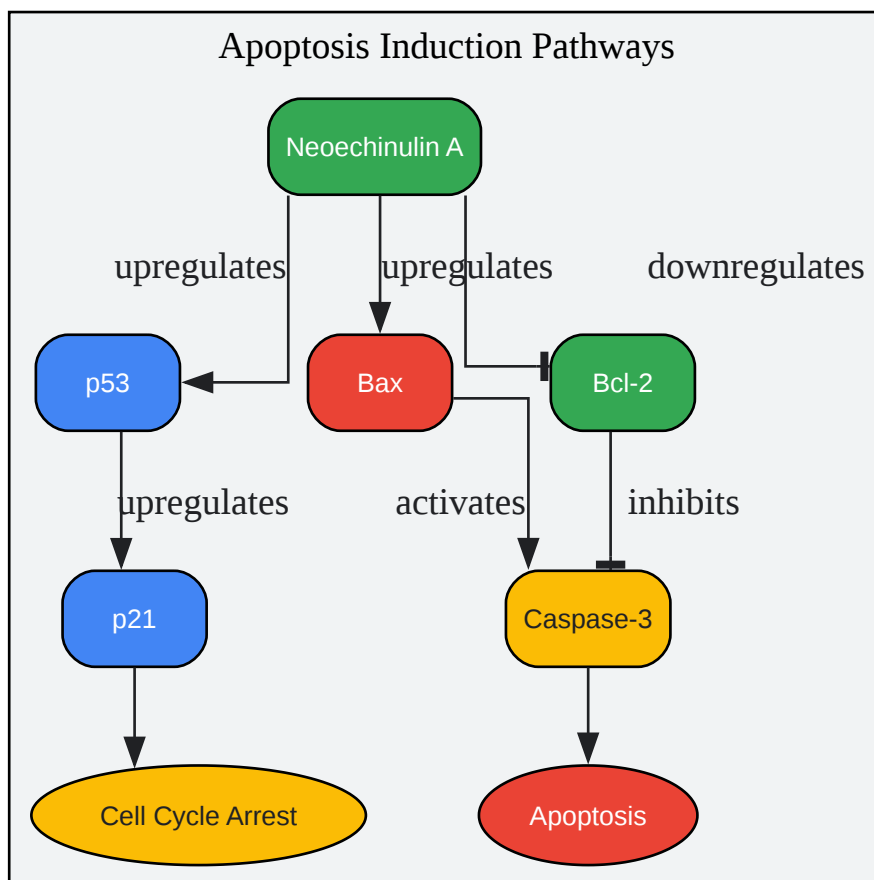 Apoptosis Induction Pathways
Neoechinulin A
upregulates
upregulates
downregulates
p53
Bax
Bcl-2
upregulates
activates
inhibits
p21
Caspase-3
Cell Cycle Arrest
Apoptosis